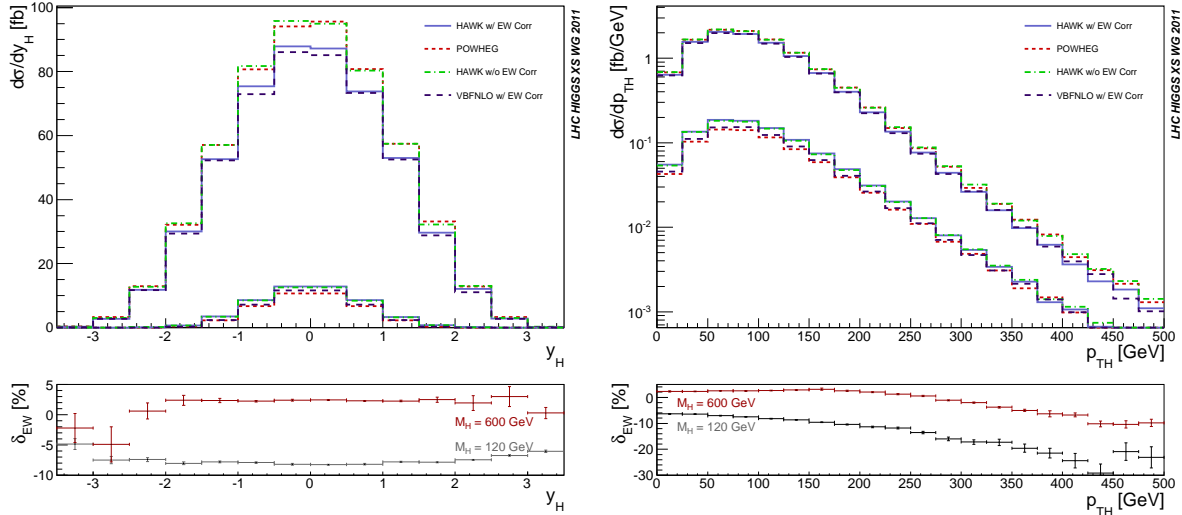 dσ/dy_H [fb]
100
80
60
40
20
0
HAWK w/ EW Corr
POWHEG
HAWK w/o EW Corr
VBFNLO w/ EW Corr
LHC HIGGS XS WG 2011
-3 -2 -1 0 1 2 3
y_H
δ_EW [%]
5
0
-5
-10
M_H = 600 GeV
M_H = 120 GeV
-3 -2 -1 0 1 2 3
y_H
dσ/dp_TH [fb/GeV]
1
10^-1
10^-2
10^-3
HAWK w/ EW Corr
POWHEG
HAWK w/o EW Corr
VBFNLO w/ EW Corr
LHC HIGGS XS WG 2011
0 50 100 150 200 250 300 350 400 450 500
p_TH [GeV]
δ_EW [%]
0
-10
-20
-30
M_H = 600 GeV
M_H = 120 GeV
0 50 100 150 200 250 300 350 400 450 500
p_TH [GeV]